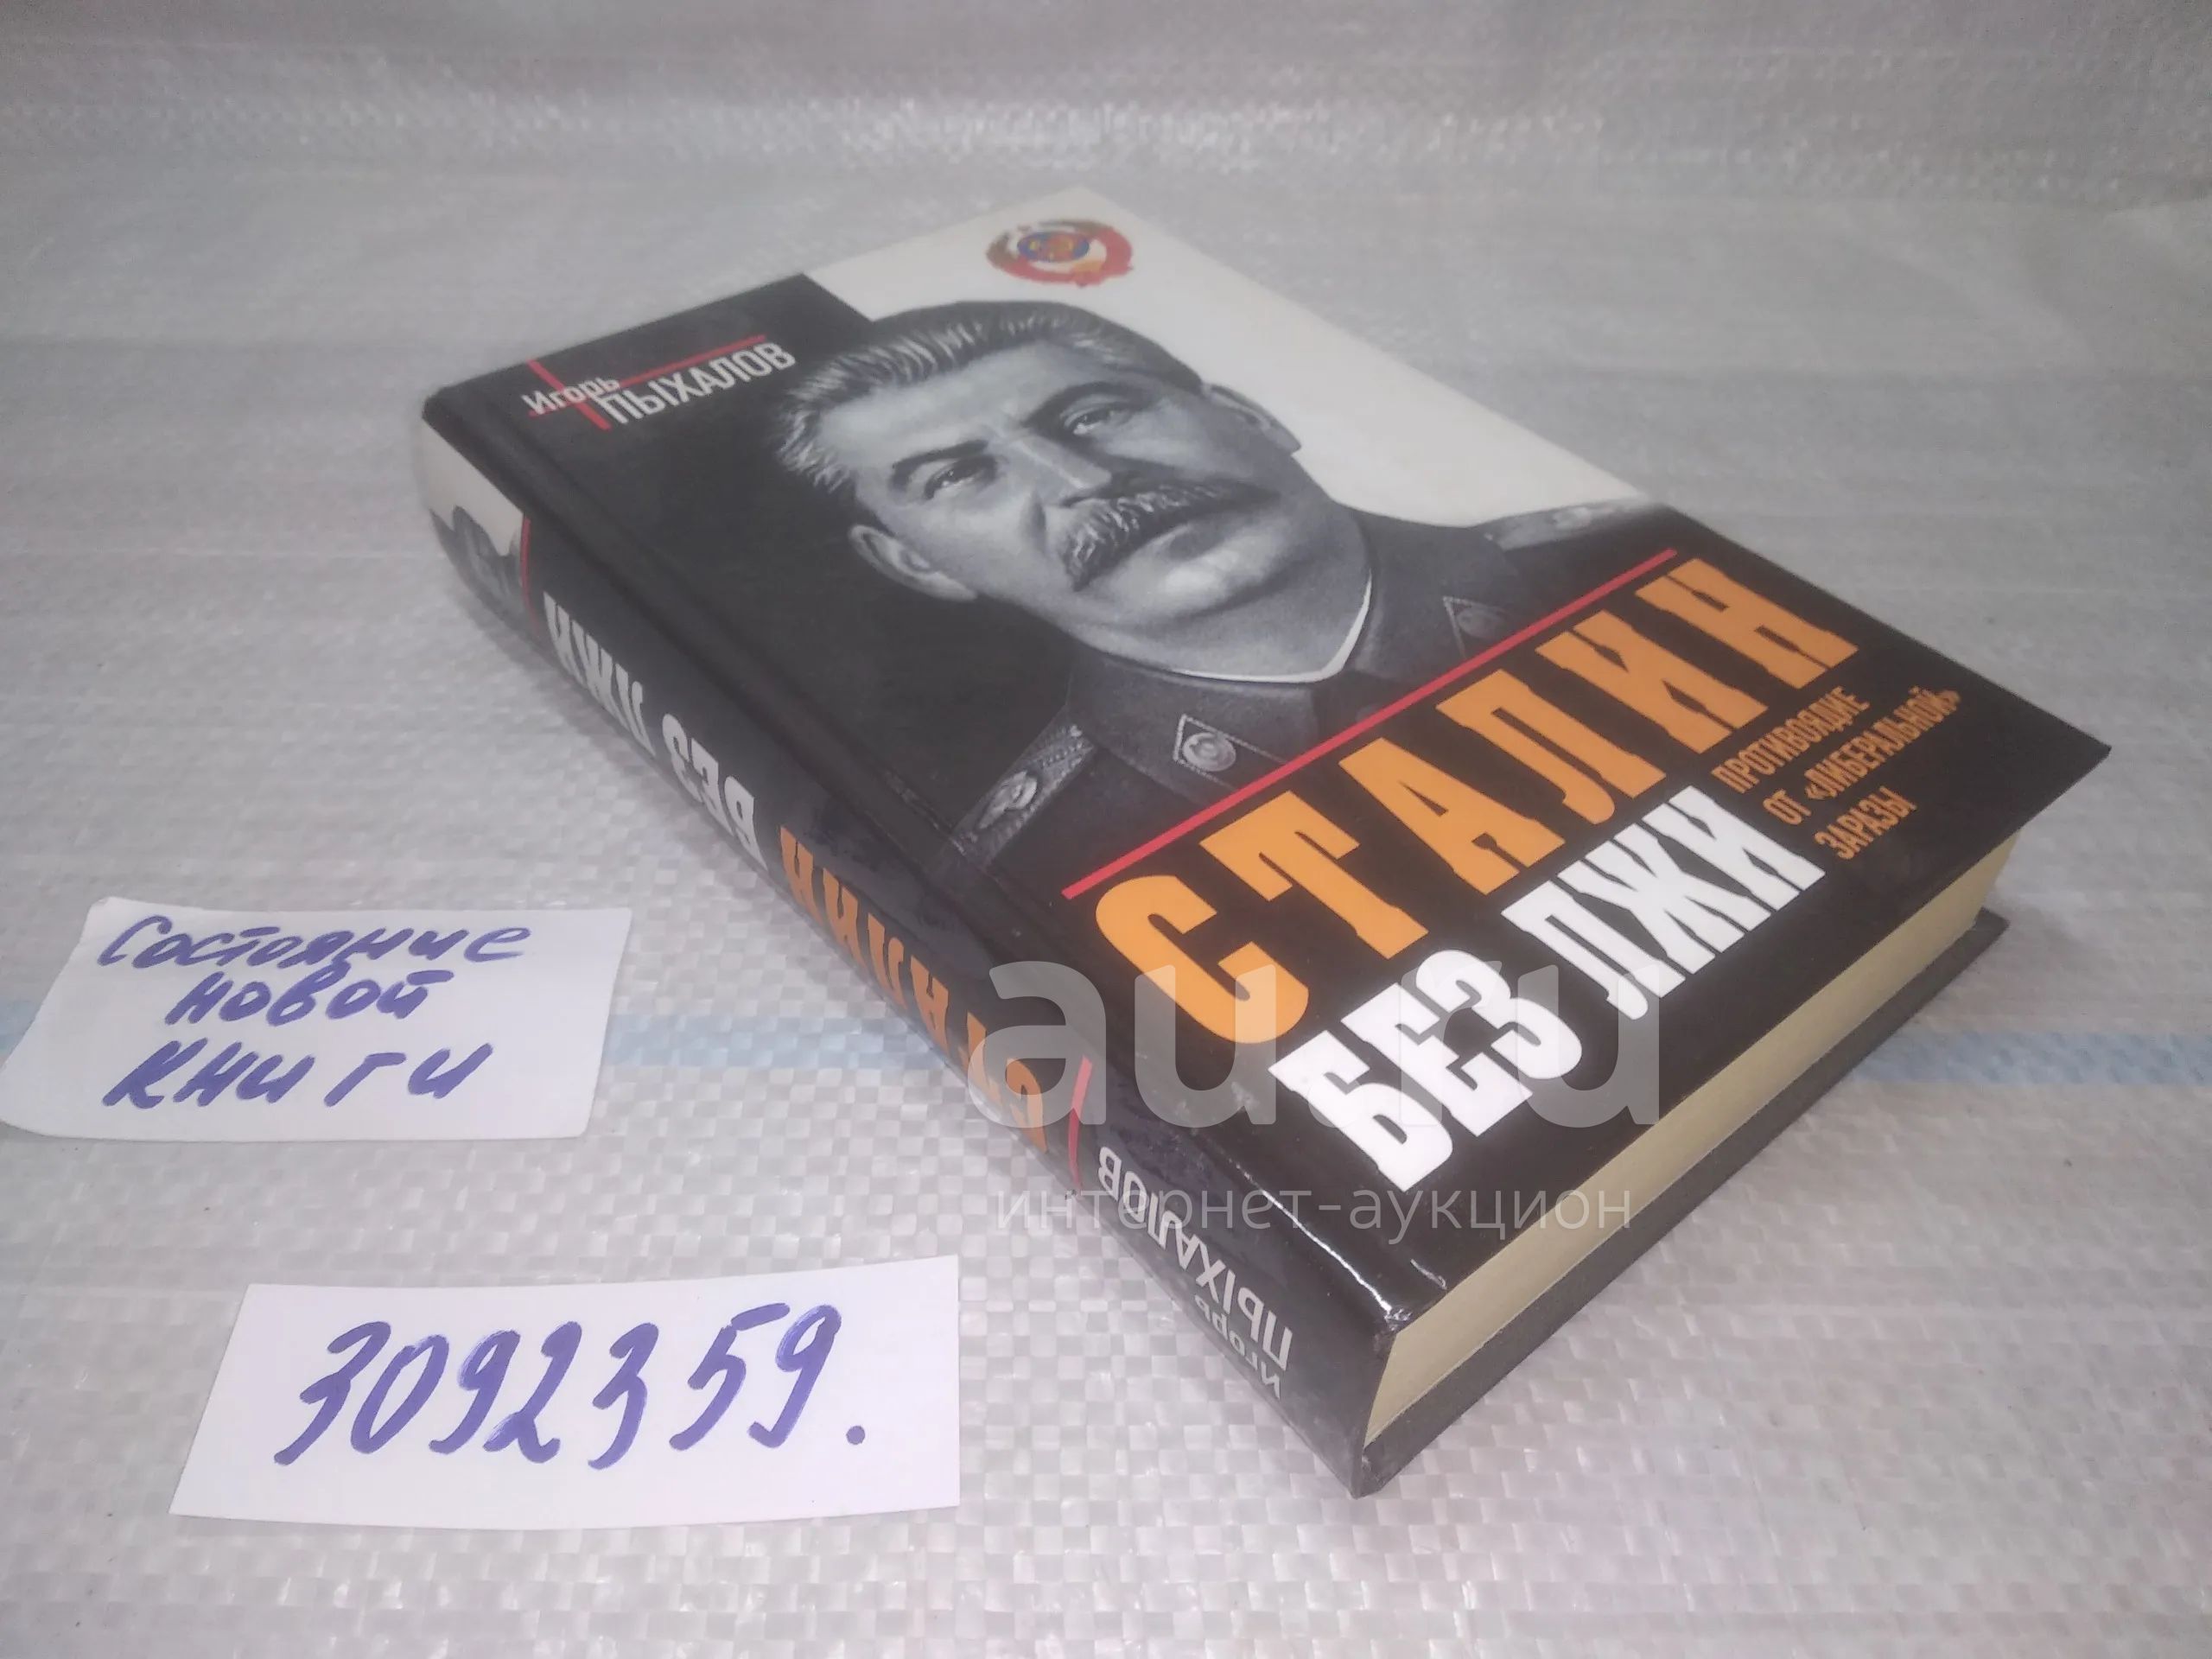 Игорь
ПЫХАЛОВ
СТАЛИН
БЕЗ ЛЖИ
ПРОТИВОЯДИЕ
ОТ «ЛИБЕРАЛЬНОЙ»
ЗАРАЗЫ
Игорь
ПЫХАЛОВ
СТАЛИН БЕЗ ЛЖИ
Состояние
новой
книги
3092359.
au.ru
интернет-аукцион